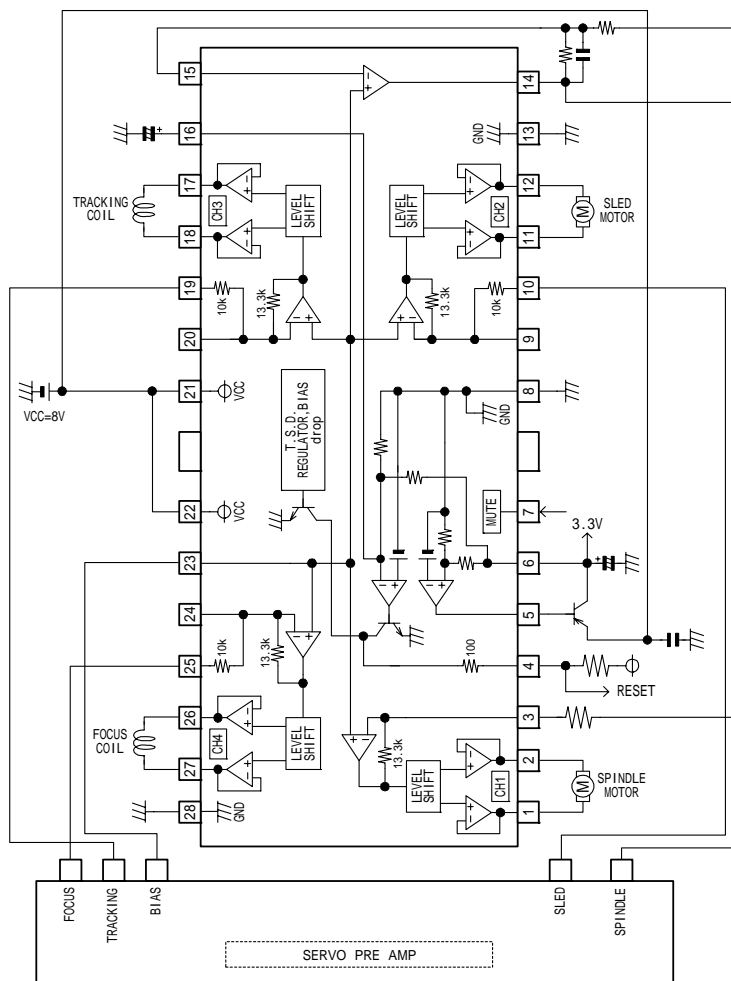 15
14
16
GND
13
17
TRACKING
COIL
CH3
LEVEL
SHIFT
LEVEL
SHIFT
CH2
12
SLED
MOTOR
M
18
11
19
10k
13.3k
13.3k
10k
10
20
9
21
VCC
VCC=8V
T.S.D.
REGULATOR,BIAS
drop
8
GND
22
VCC
MUTE
7
3.3V
23
6
24
5
25
10k
13.3k
100
4
RESET
26
FOCUS
COIL
CH4
LEVEL
SHIFT
3
13.3k
27
LEVEL
SHIFT
CH1
2
SPINDLE
MOTOR
M
28
GND
1
FOCUS
TRACKING
BIAS
SLED
SPINDLE
SERVO PRE AMP